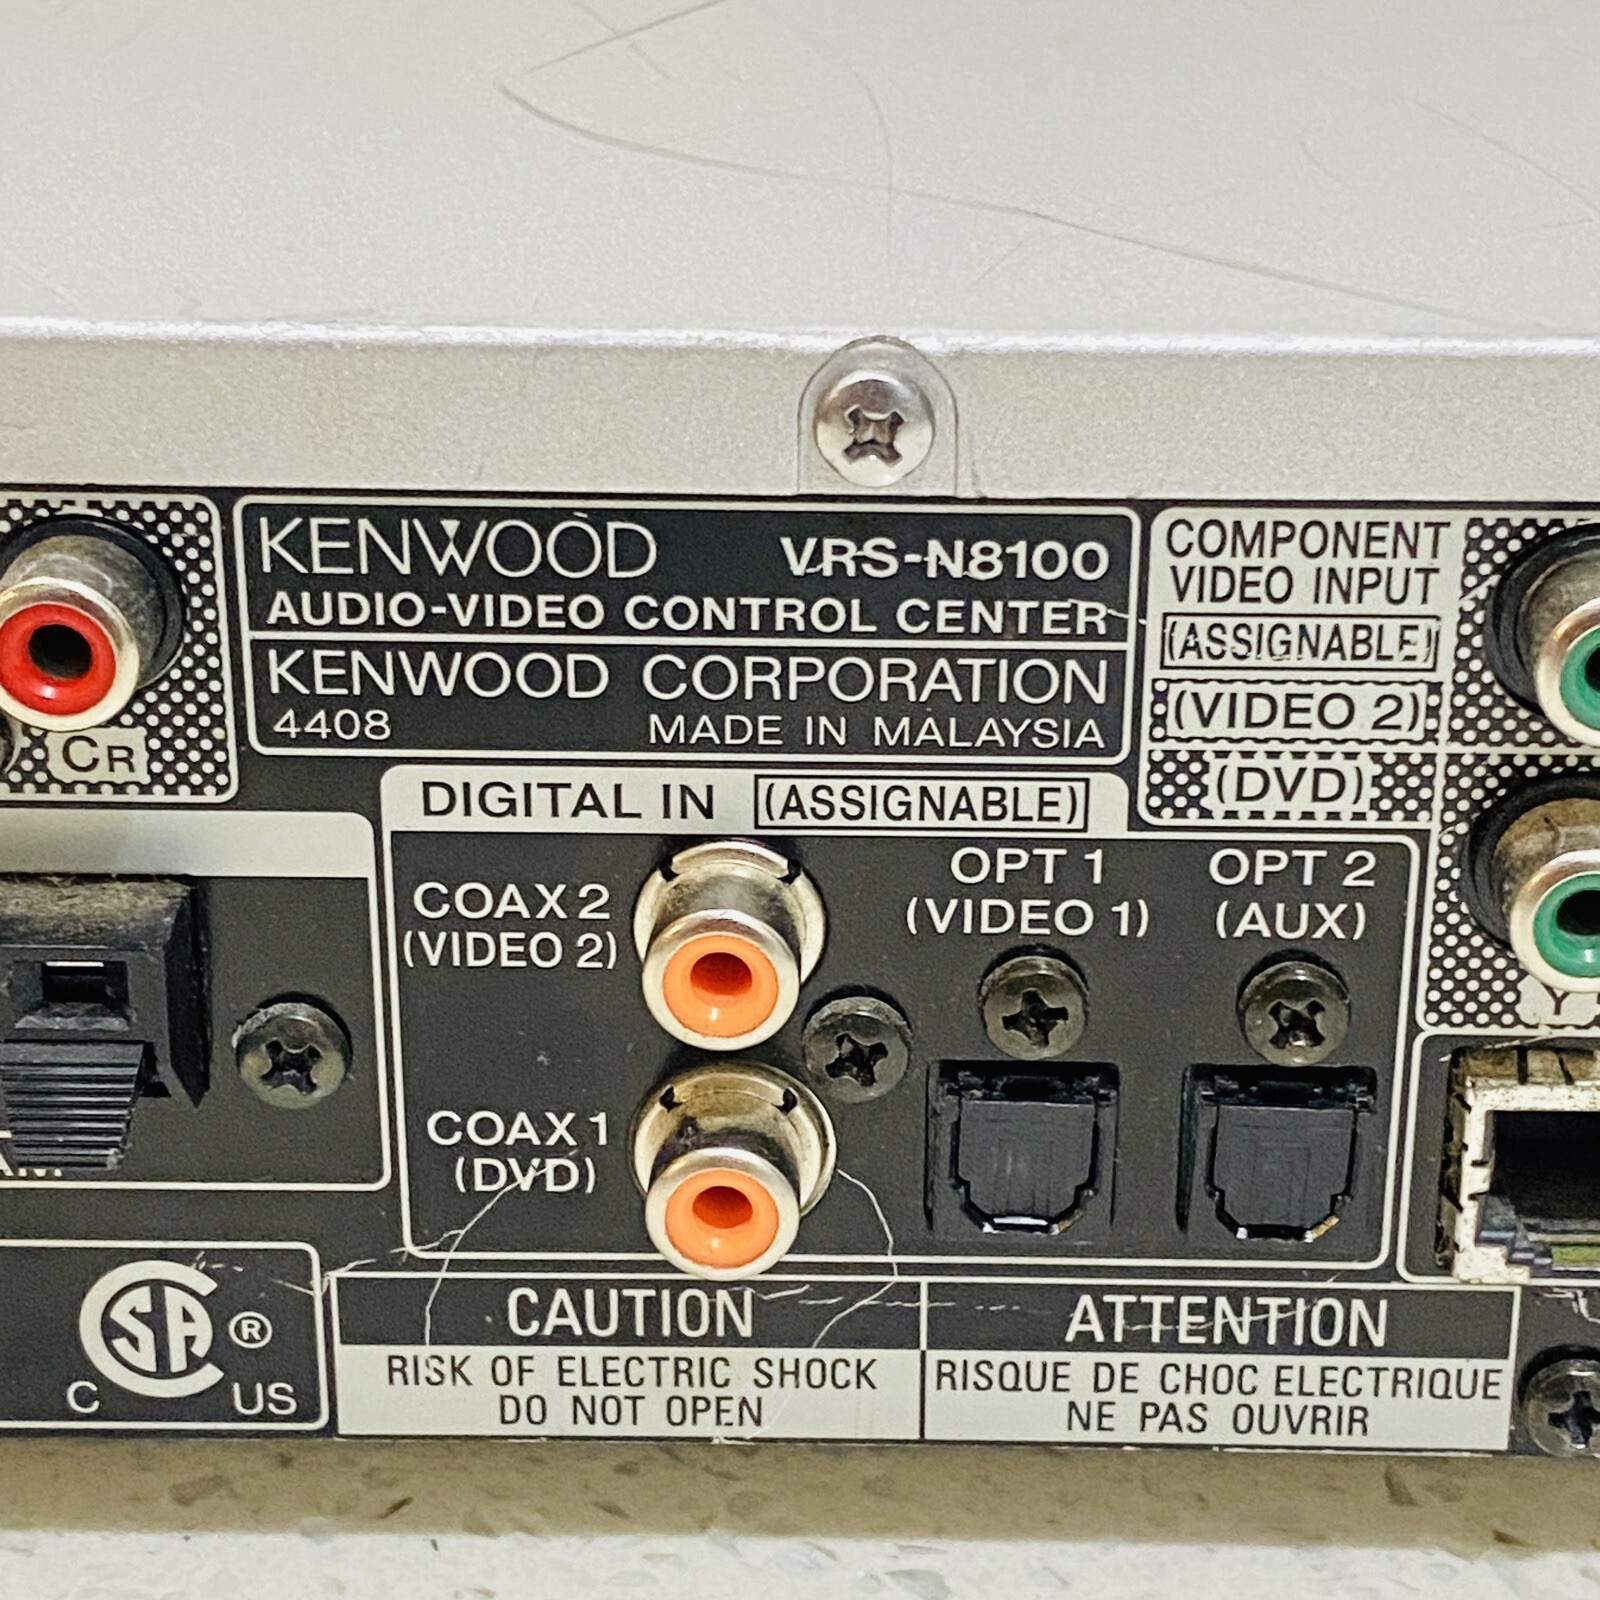 KENWOOD VRS-N8100
AUDIO-VIDEO CONTROL CENTER
KENWOOD CORPORATION
4408 MADE IN MALAYSIA
CR
COMPONENT
VIDEO INPUT
(ASSIGNABLE)
(VIDEO 2)
(DVD)
Y
DIGITAL IN (ASSIGNABLE)
COAX 2
(VIDEO 2)
OPT 1
(VIDEO 1)
OPT 2
(AUX)
COAX 1
(DVD)
CSA ®
C US
CAUTION
RISK OF ELECTRIC SHOCK
DO NOT OPEN
ATTENTION
RISQUE DE CHOC ELECTRIQUE
NE PAS OUVRIR